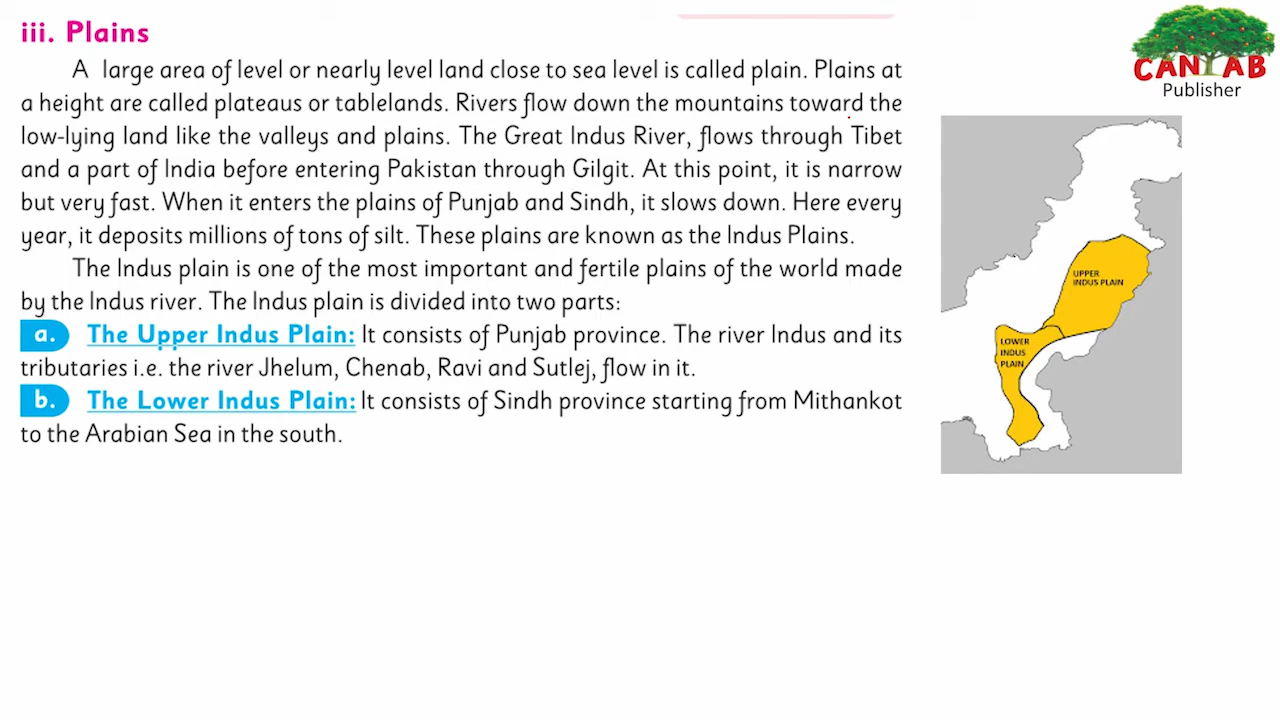 iii. Plains
A large area of level or nearly level land close to sea level is called plain. Plains at
a height are called plateaus or tablelands. Rivers flow down the mountains toward the
low-lying land like the valleys and plains. The Great Indus River, flows through Tibet
and a part of India before entering Pakistan through Gilgit. At this point, it is narrow
but very fast. When it enters the plains of Punjab and Sindh, it slows down. Here every
year, it deposits millions of tons of silt. These plains are known as the Indus Plains.
The Indus plain is one of the most important and fertile plains of the world made
by the Indus river. The Indus plain is divided into two parts:
a. The Upper Indus Plain: It consists of Punjab province. The river Indus and its
tributaries i.e. the river Jhelum, Chenab, Ravi and Sutlej, flow in it.
b. The Lower Indus Plain: It consists of Sindh province starting from Mithankot
to the Arabian Sea in the south.
CANTAB
Publisher
UPPER
INDUS PLAIN
LOWER
INDUS
PLAIN